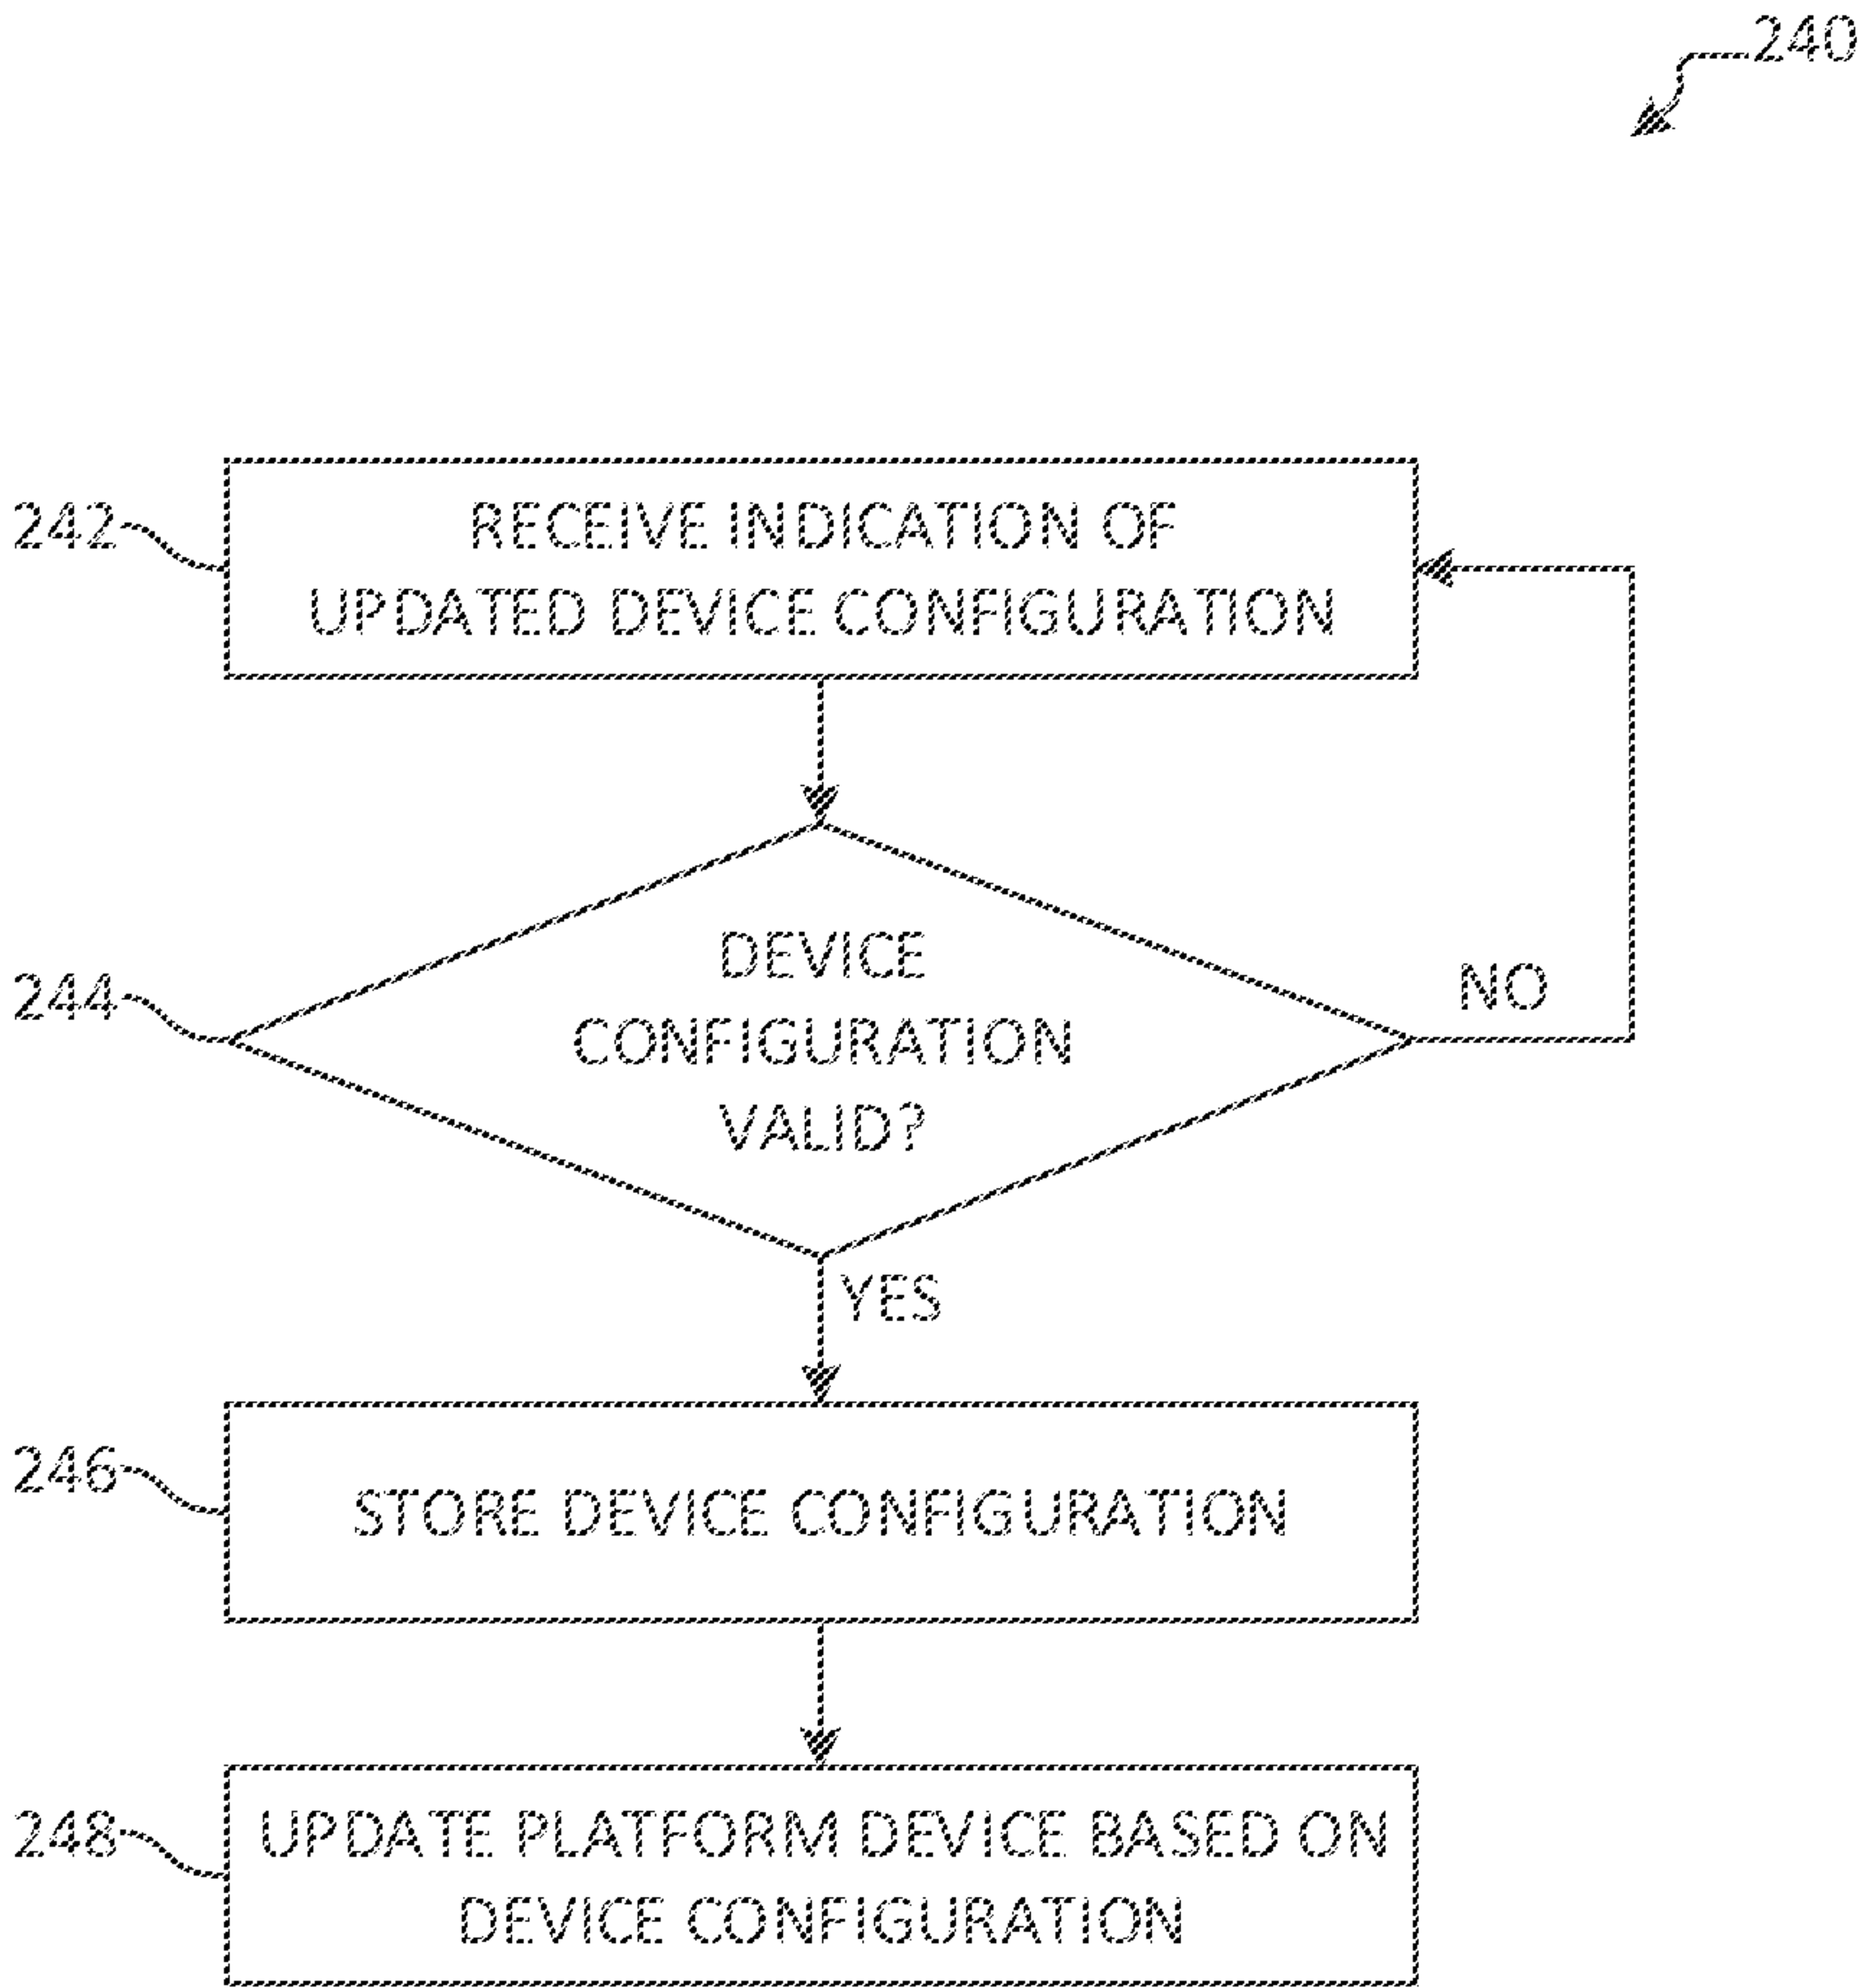 240
242
RECEIVE INDICATION OF
UPDATED DEVICE CONFIGURATION
244
DEVICE
CONFIGURATION
VALID?
NO
YES
246
STORE DEVICE CONFIGURATION
248
UPDATE PLATFORM DEVICE BASED ON
DEVICE CONFIGURATION